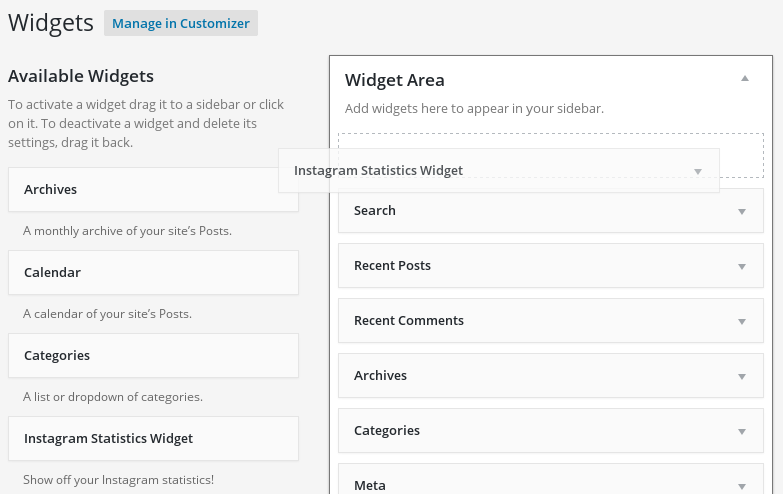 Widgets
Manage in Customizer
Available Widgets
To activate a widget drag it to a sidebar or click
on it. To deactivate a widget and delete its
settings, drag it back.
Archives
A monthly archive of your site's Posts.
Calendar
A calendar of your site's Posts.
Categories
A list or dropdown of categories.
Instagram Statistics Widget
Show off your Instagram statistics!
Widget Area
Add widgets here to appear in your sidebar.
Instagram Statistics Widget
Search
Recent Posts
Recent Comments
Archives
Categories
Meta